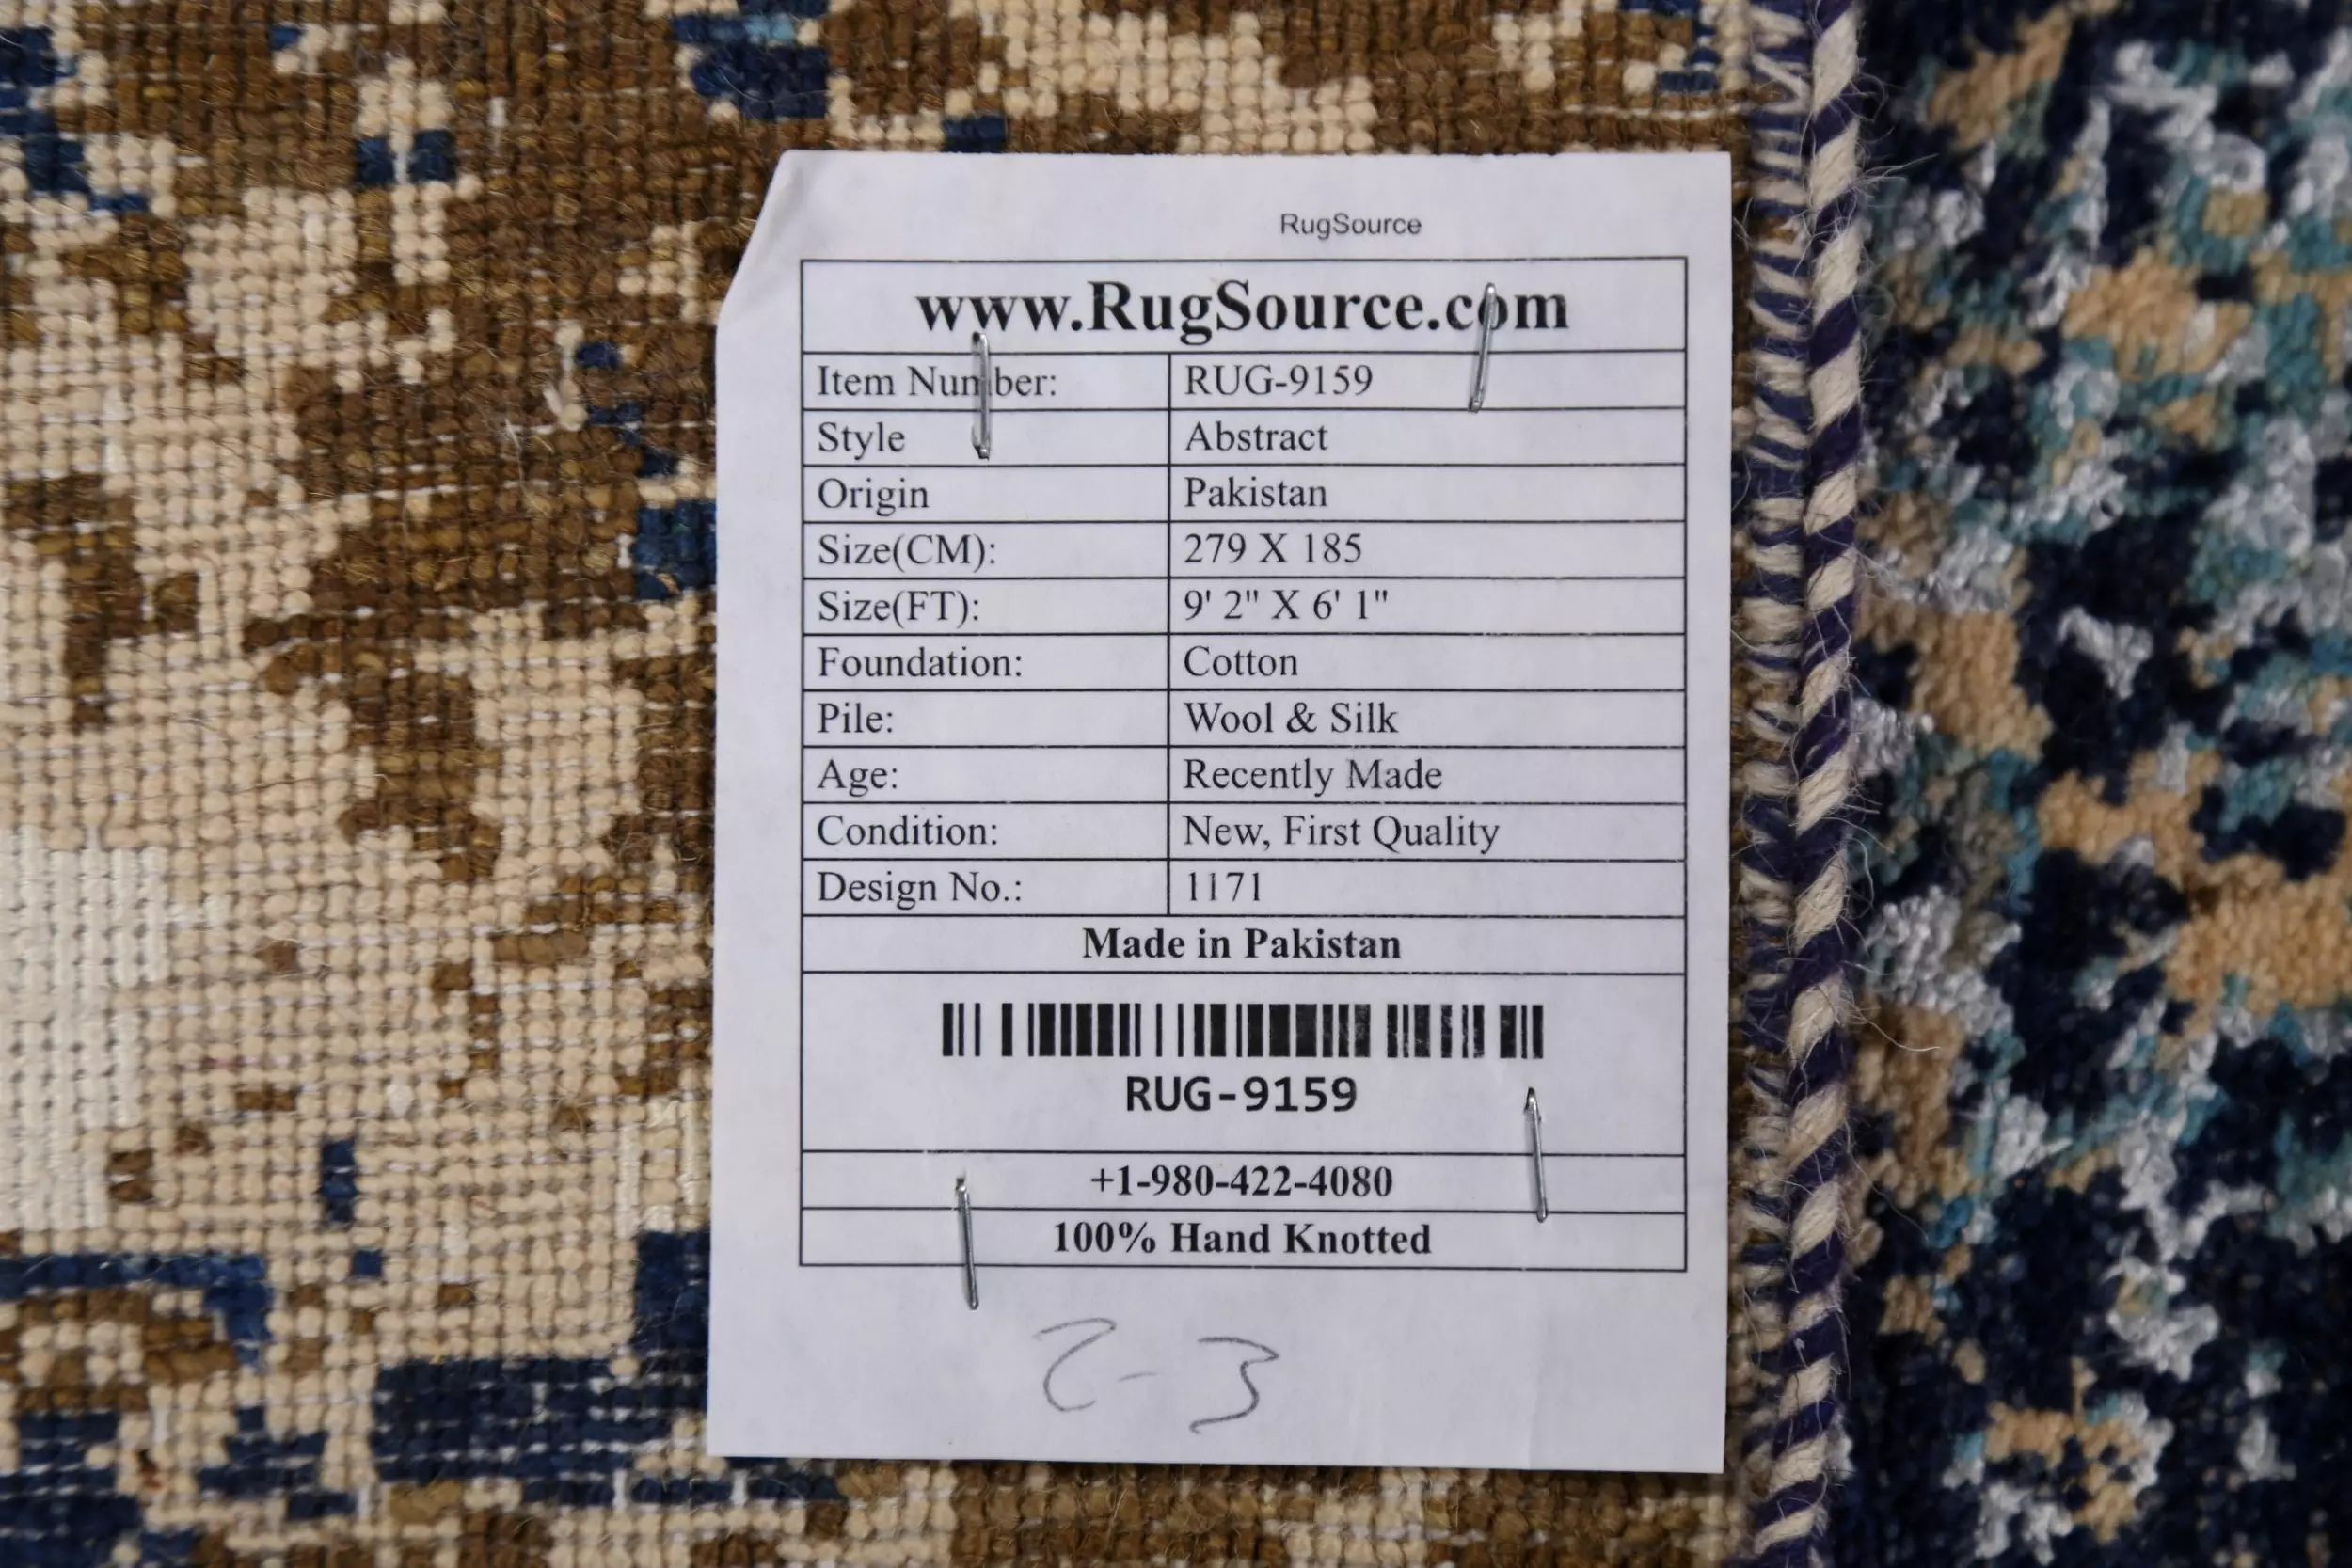 RugSource
www.RugSource.com
Item Number: RUG-9159
Style Abstract
Origin Pakistan
Size(CM): 279 X 185
Size(FT): 9' 2" X 6' 1"
Foundation: Cotton
Pile: Wool & Silk
Age: Recently Made
Condition: New, First Quality
Design No.: 1171
Made in Pakistan
RUG-9159
+1-980-422-4080
100% Hand Knotted
2-3